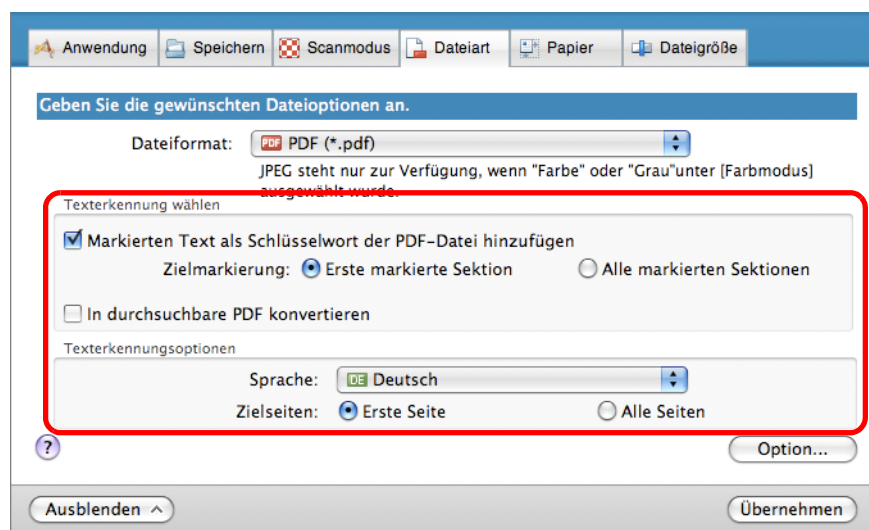 Anwendung Speichern Scanmodus Dateiart Papier Dateigröße
Geben Sie die gewünschten Dateioptionen an.
Dateiformat: PDF PDF (*.pdf)
JPEG steht nur zur Verfügung, wenn "Farbe" oder "Grau"unter [Farbmodus]
ausgewählt wurde.
Texterkennung wählen
Markierten Text als Schlüsselwort der PDF-Datei hinzufügen
Zielmarkierung: Erste markierte Sektion Alle markierten Sektionen
In durchsuchbare PDF konvertieren
Texterkennungsoptionen
Sprache: DE Deutsch
Zielseiten: Erste Seite Alle Seiten
? Option...
Ausblenden Übernehmen